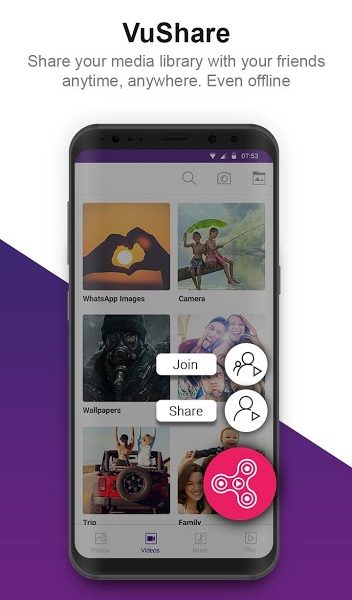 VuShare
Share your media library with your friends
anytime, anywhere. Even offline
07:53
WhatsApp Images
Camera
Wallpapers
Join
Share
Trip
Family
Photos
Videos
Music
Play